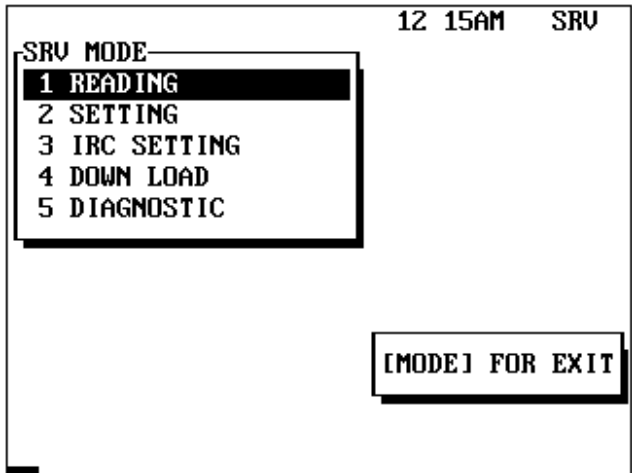 12 15AM SRV
SRV MODE
1 READING
2 SETTING
3 IRC SETTING
4 DOWN LOAD
5 DIAGNOSTIC
[MODE] FOR EXIT